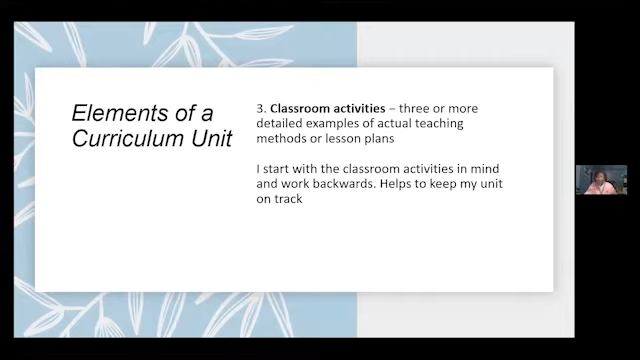 Elements of a
Curriculum Unit
3. Classroom activities – three or more
detailed examples of actual teaching
methods or lesson plans
I start with the classroom activities in mind
and work backwards. Helps to keep my unit
on track